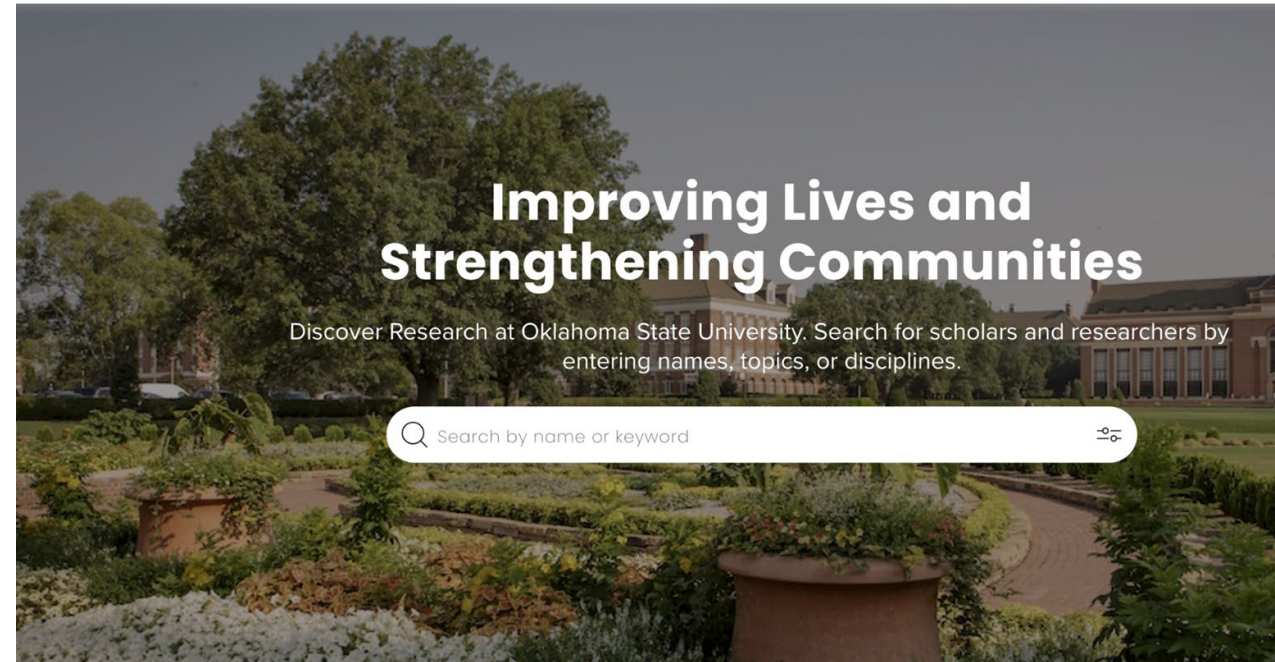 Improving Lives and
Strengthening Communities
Discover Research at Oklahoma State University. Search for scholars and researchers by
entering names, topics, or disciplines.
Search by name or keyword